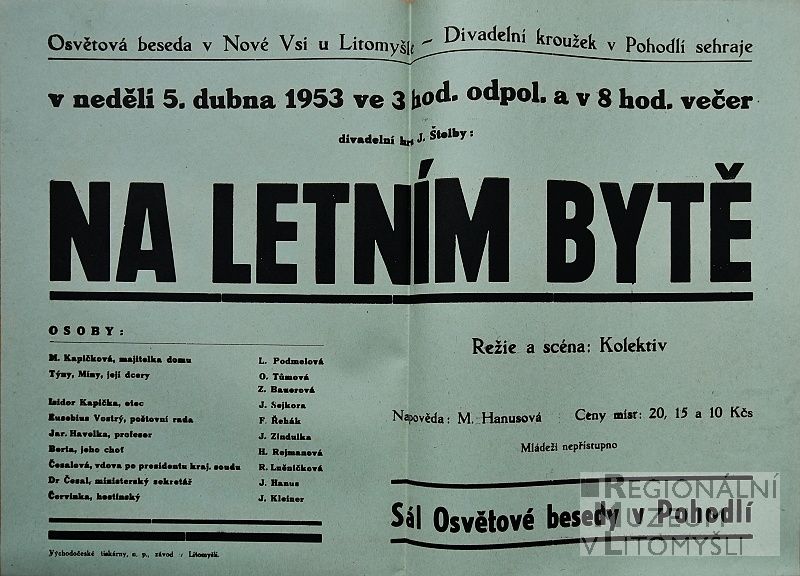 Osvětová beseda v Nové Vsi u Litomyšle – Divadelní kroužek v Pohodlí sehraje
v neděli 5. dubna 1953 ve 3 hod. odpol. a v 8 hod. večer
divadelní hru J. Štolby:
NA LETNÍM BYTĚ
OSOBY:
M. Kapičková, majitelka domu L. Podmelová
Týny, Miny, její dcery O. Tůmová
Z. Bauerová
Isidor Kapička, otec J. Sejkora
Eusebius Vostrý, poštovní rada F. Řehák
Jar. Havelka, profesor J. Zindulka
Berta, jeho choť H. Rejmanová
Česalová, vdova po presidentu kraj. soudu R. Lněničková
Dr Česal, ministerský sekretář J. Hanus
Červinka, hostinský J. Kleiner
Východočeské tiskárny, n. p., závod Litomyšl.
Režie a scéna: Kolektiv
Napověda: M. Hanusová Ceny míst: 20, 15 a 10 Kčs
Mládeži nepřístupno
Sál Osvětové besedy v Pohodlí
REGIONÁLNÍ
MUZEUM
V LITOMYŠLI